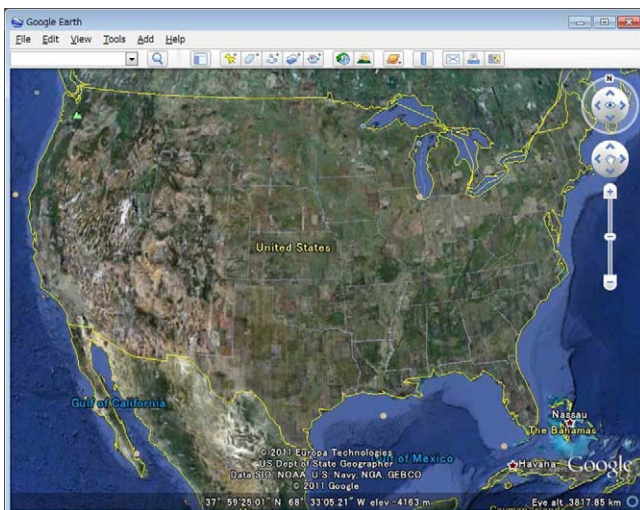 Google Earth
File Edit View Tools Add Help
N
United States
Gulf of California
Nassau
The Bahamas
© 2011 Europa Technologies
US Dept of State Geographer
Gulf of Mexico
Data SIO, NOAA, U.S. Navy, NGA, GEBCO
© 2011 Google
Havana
Google
37° 59'25.01" N 68° 33'05.21" W elev -4163 m
Eye alt 3817.85 km